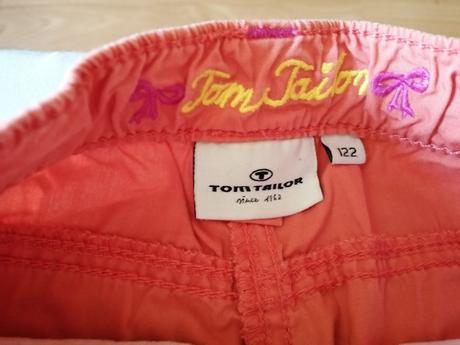 Tom Tailor
TOM TAILOR
since 1962
122